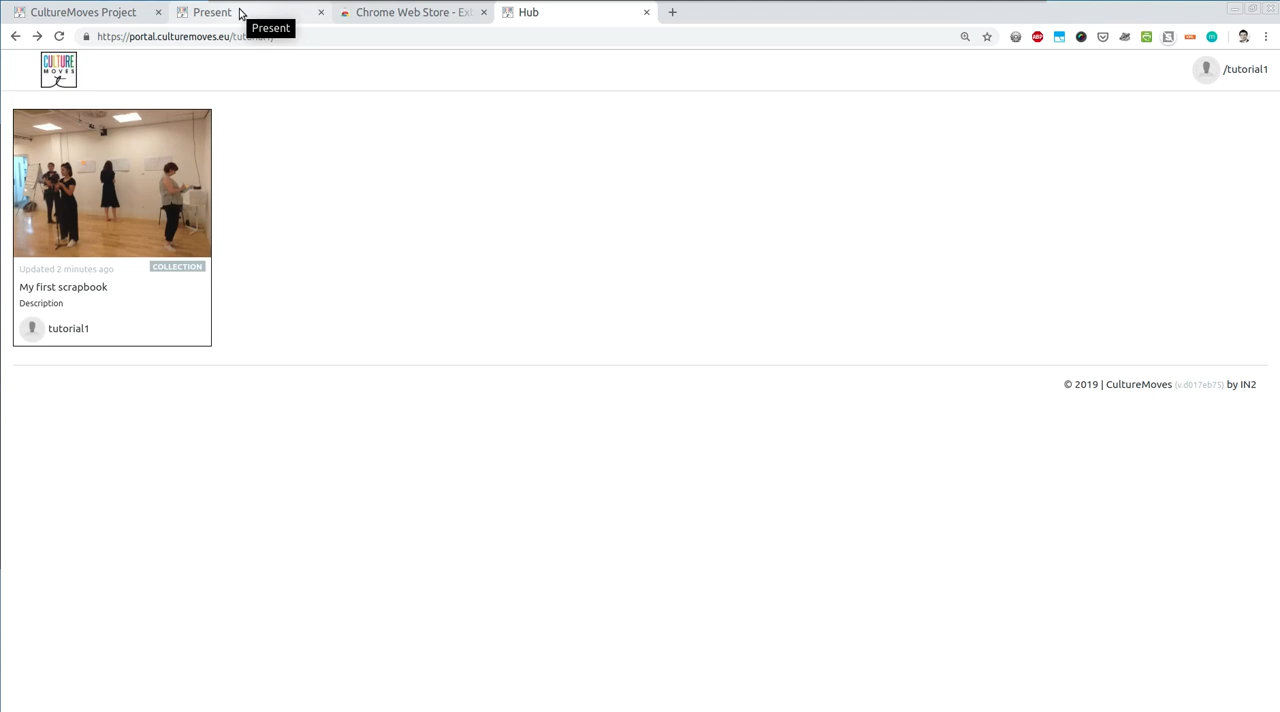 CultureMoves Project
Present
Chrome Web Store - Ext
Hub
Present
https://portal.culturemoves.eu/
CULTURE
MOVES
/tutorial1
Updated 2 minutes ago
COLLECTION
My first scrapbook
Description
tutorial1
© 2019 | CultureMoves (v.d017eb75) by IN2